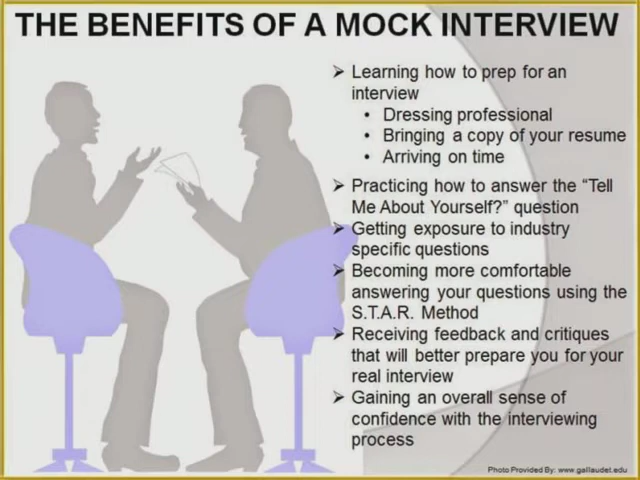 THE BENEFITS OF A MOCK INTERVIEW
➢ Learning how to prep for an
interview
• Dressing professional
• Bringing a copy of your resume
• Arriving on time
➢ Practicing how to answer the “Tell
Me About Yourself?” question
➢ Getting exposure to industry
specific questions
➢ Becoming more comfortable
answering your questions using the
S.T.A.R. Method
➢ Receiving feedback and critiques
that will better prepare you for your
real interview
➢ Gaining an overall sense of
confidence with the interviewing
process
Photo Provided By: www.gallaudet.edu